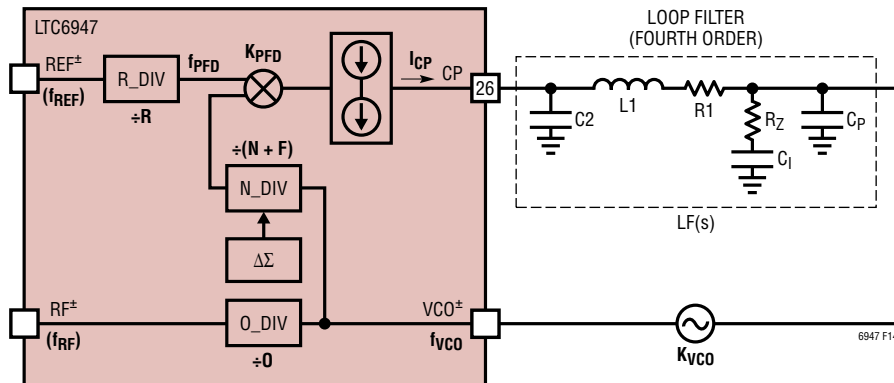 LTC6947
LOOP FILTER
(FOURTH ORDER)
REF±
(fREF)
R_DIV
÷R
fPFD
KPFD
ICP
CP
26
L1
R1
C2
RZ
CI
CP
LF(s)
÷(N + F)
N_DIV
ΔΣ
RF±
(fRF)
O_DIV
÷O
VCO±
fVCO
KVCO
6947 F14